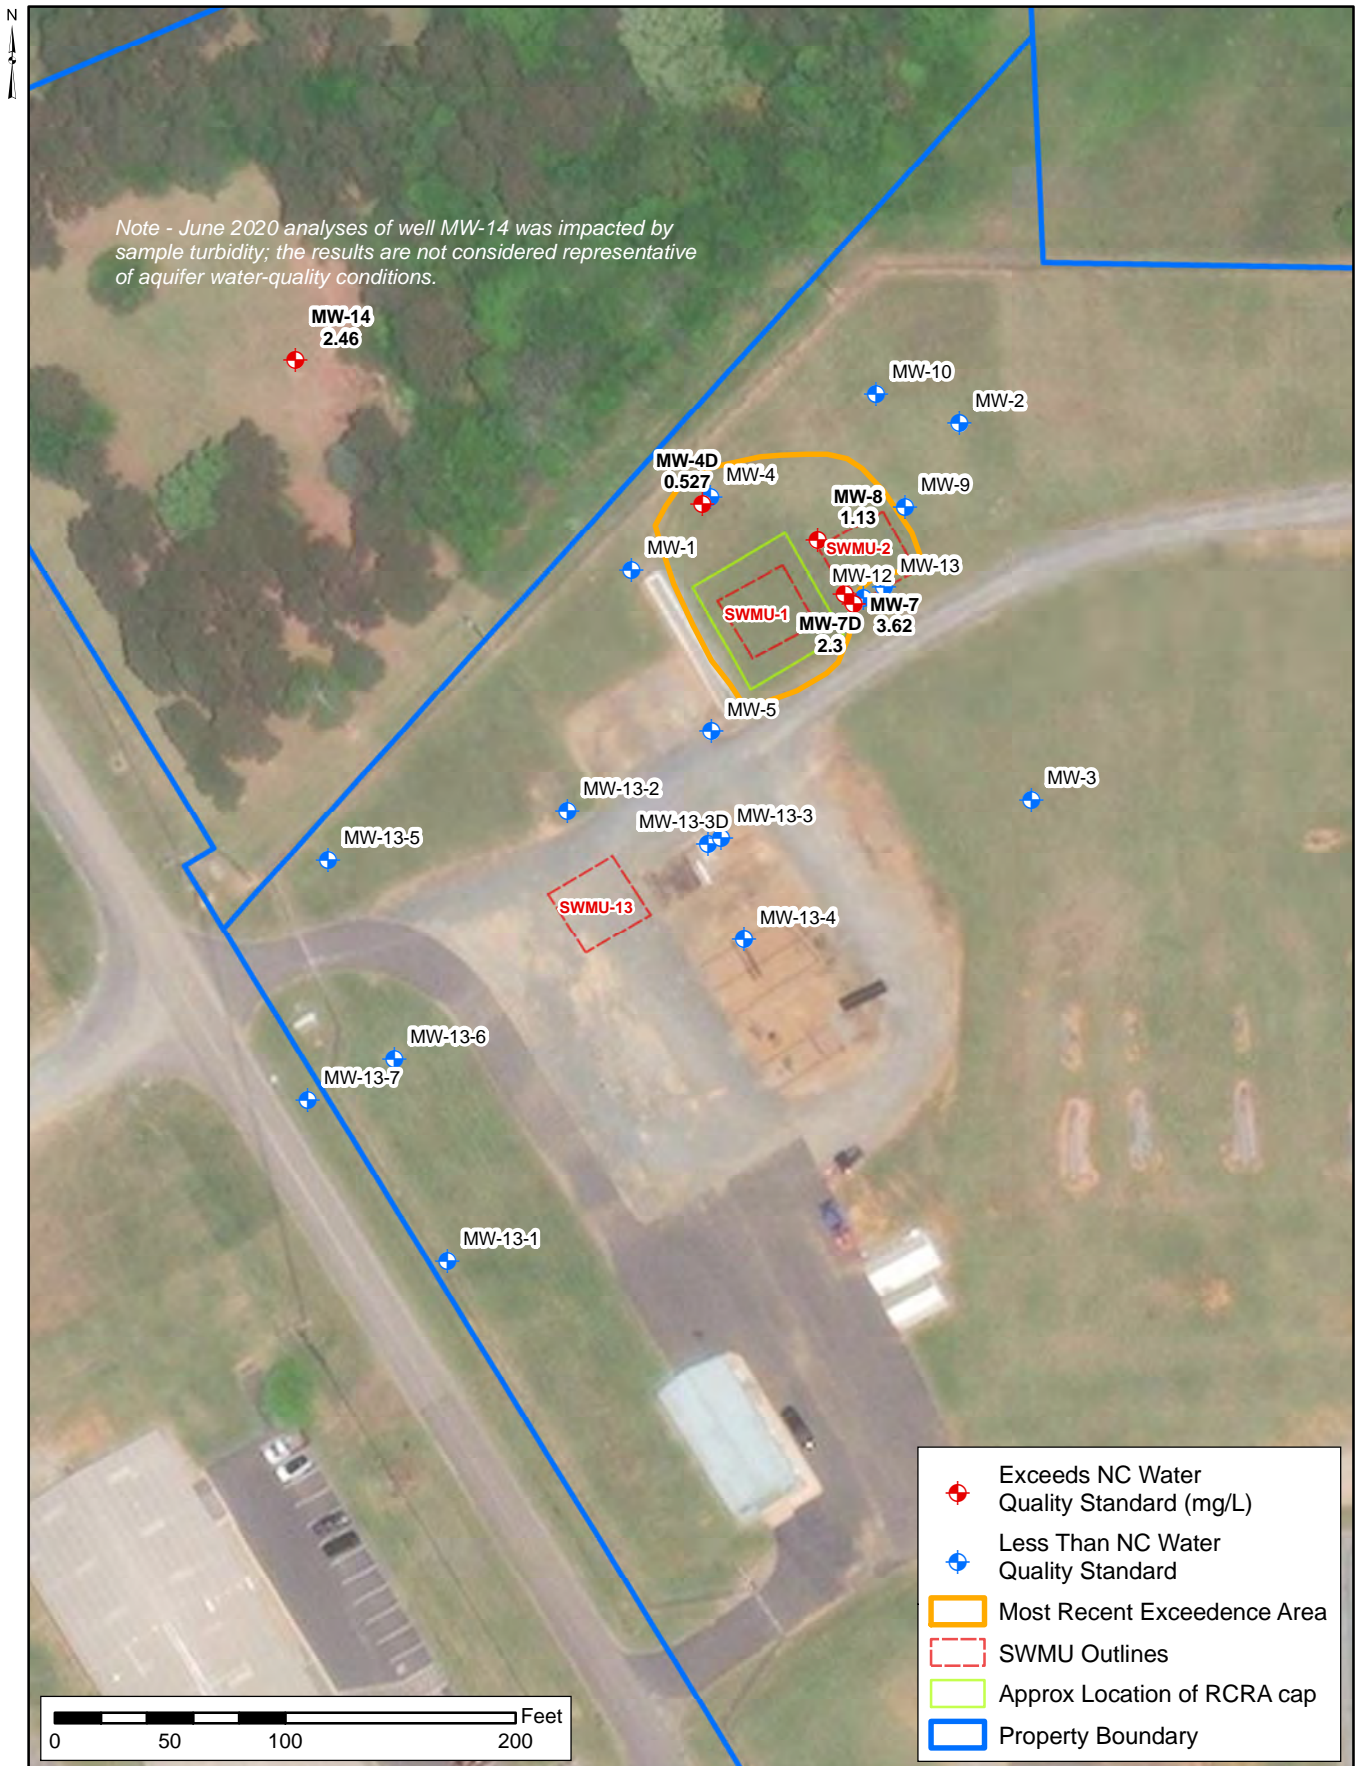 N
Note - June 2020 analyses of well MW-14 was impacted by
sample turbidity; the results are not considered representative
of aquifer water-quality conditions.
MW-14
2.46
MW-10
MW-2
MW-4D
0.527
MW-4
MW-8
1.13
MW-9
SWMU-2
MW-1
MW-13
MW-12
SWMU-1
MW-7
3.62
MW-7D
2.3
MW-5
MW-3
MW-13-2
MW-13-3D
MW-13-3
MW-13-5
SWMU-13
MW-13-4
MW-13-6
MW-13-7
MW-13-1
Exceeds NC Water
Quality Standard (mg/L)
Less Than NC Water
Quality Standard
Most Recent Exceedence Area
SWMU Outlines
Approx Location of RCRA cap
Property Boundary
Feet
0 50 100 200